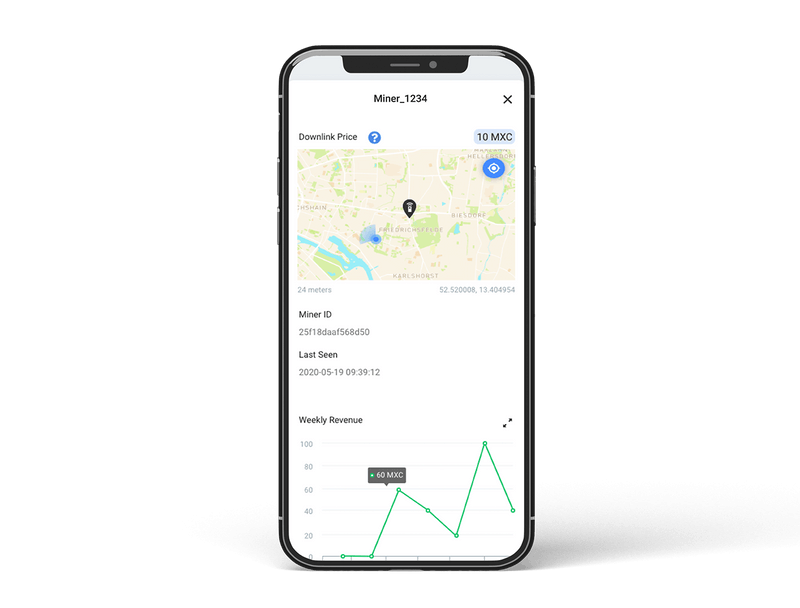 Miner_1234
Downlink Price ? 10 MXC
HELLERSDORF
CHSHAIN
BIESDORF
FRIEDRICHSFELDE
KARLSHORST
24 meters 52.520008, 13.404954
Miner ID
25f18daaf568d50
Last Seen
2020-05-19 09:39:12
Weekly Revenue
100
80
60 MXC
60
40
20
0